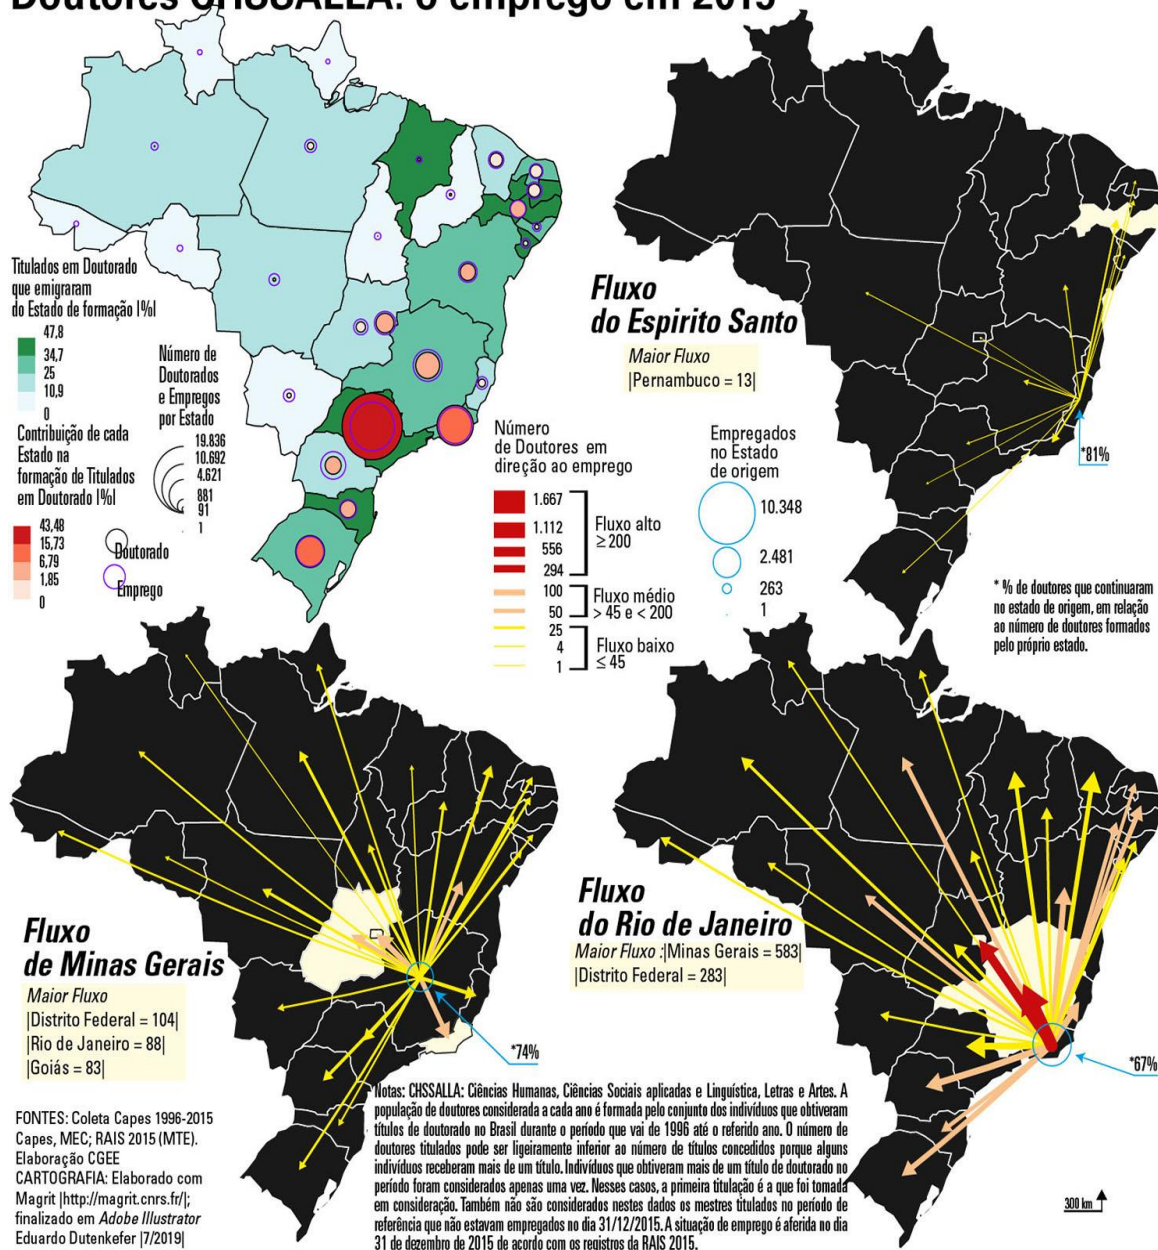 Doutores CHSSALLA: o emprego em 2015
Titulados em Doutorado
que emigraram
do Estado de formação |%|
47,8
34,7
25
10,9
0
Número de
Doutorados
e Empregos
por Estado
19.836
10.692
4.621
881
91
1
Contribuição de cada
Estado na
formação de Titulados
em Doutorado |%|
43,48
15,73
6,79
1,85
0
Doutorado
Emprego
Fluxo
do Espirito Santo
Maior Fluxo
|Pernambuco = 13|
*81%
Número
de Doutores em
direção ao emprego
1.667
1.112
556
294
Fluxo alto
≥200
100
50
Fluxo médio
> 45 e < 200
25
4
1
Fluxo baixo
≤ 45
Empregados
no Estado
de origem
10.348
2.481
263
1
* % de doutores que continuaram
no estado de origem, em relação
ao número de doutores formados
pelo próprio estado.
Fluxo
de Minas Gerais
Maior Fluxo
|Distrito Federal = 104|
|Rio de Janeiro = 88|
|Goiás = 83|
*74%
Fluxo
do Rio de Janeiro
Maior Fluxo :|Minas Gerais = 583|
|Distrito Federal = 283|
*67%
FONTES: Coleta Capes 1996-2015
Capes, MEC; RAIS 2015 (MTE).
Elaboração CGEE
CARTOGRAFIA: Elaborado com
Magrit |http://magrit.cnrs.fr/|;
finalizado em Adobe Illustrator
Eduardo Dutenkefer |7/2019|
Notas: CHSSALLA: Ciências Humanas, Ciências Sociais aplicadas e Linguística, Letras e Artes. A
população de doutores considerada a cada ano é formada pelo conjunto dos indivíduos que obtiveram
títulos de doutorado no Brasil durante o período que vai de 1996 até o referido ano. O número de
doutores titulados pode ser ligeiramente inferior ao número de títulos concedidos porque alguns
indivíduos receberam mais de um título. Indivíduos que obtiveram mais de um título de doutorado no
período foram considerados apenas uma vez. Nesses casos, a primeira titulação é a que foi tomada
em consideração. Também não são considerados nestes dados os mestres titulados no período de
referência que não estavam empregados no dia 31/12/2015. A situação de emprego é aferida no dia
31 de dezembro de 2015 de acordo com os registros da RAIS 2015.
300 km